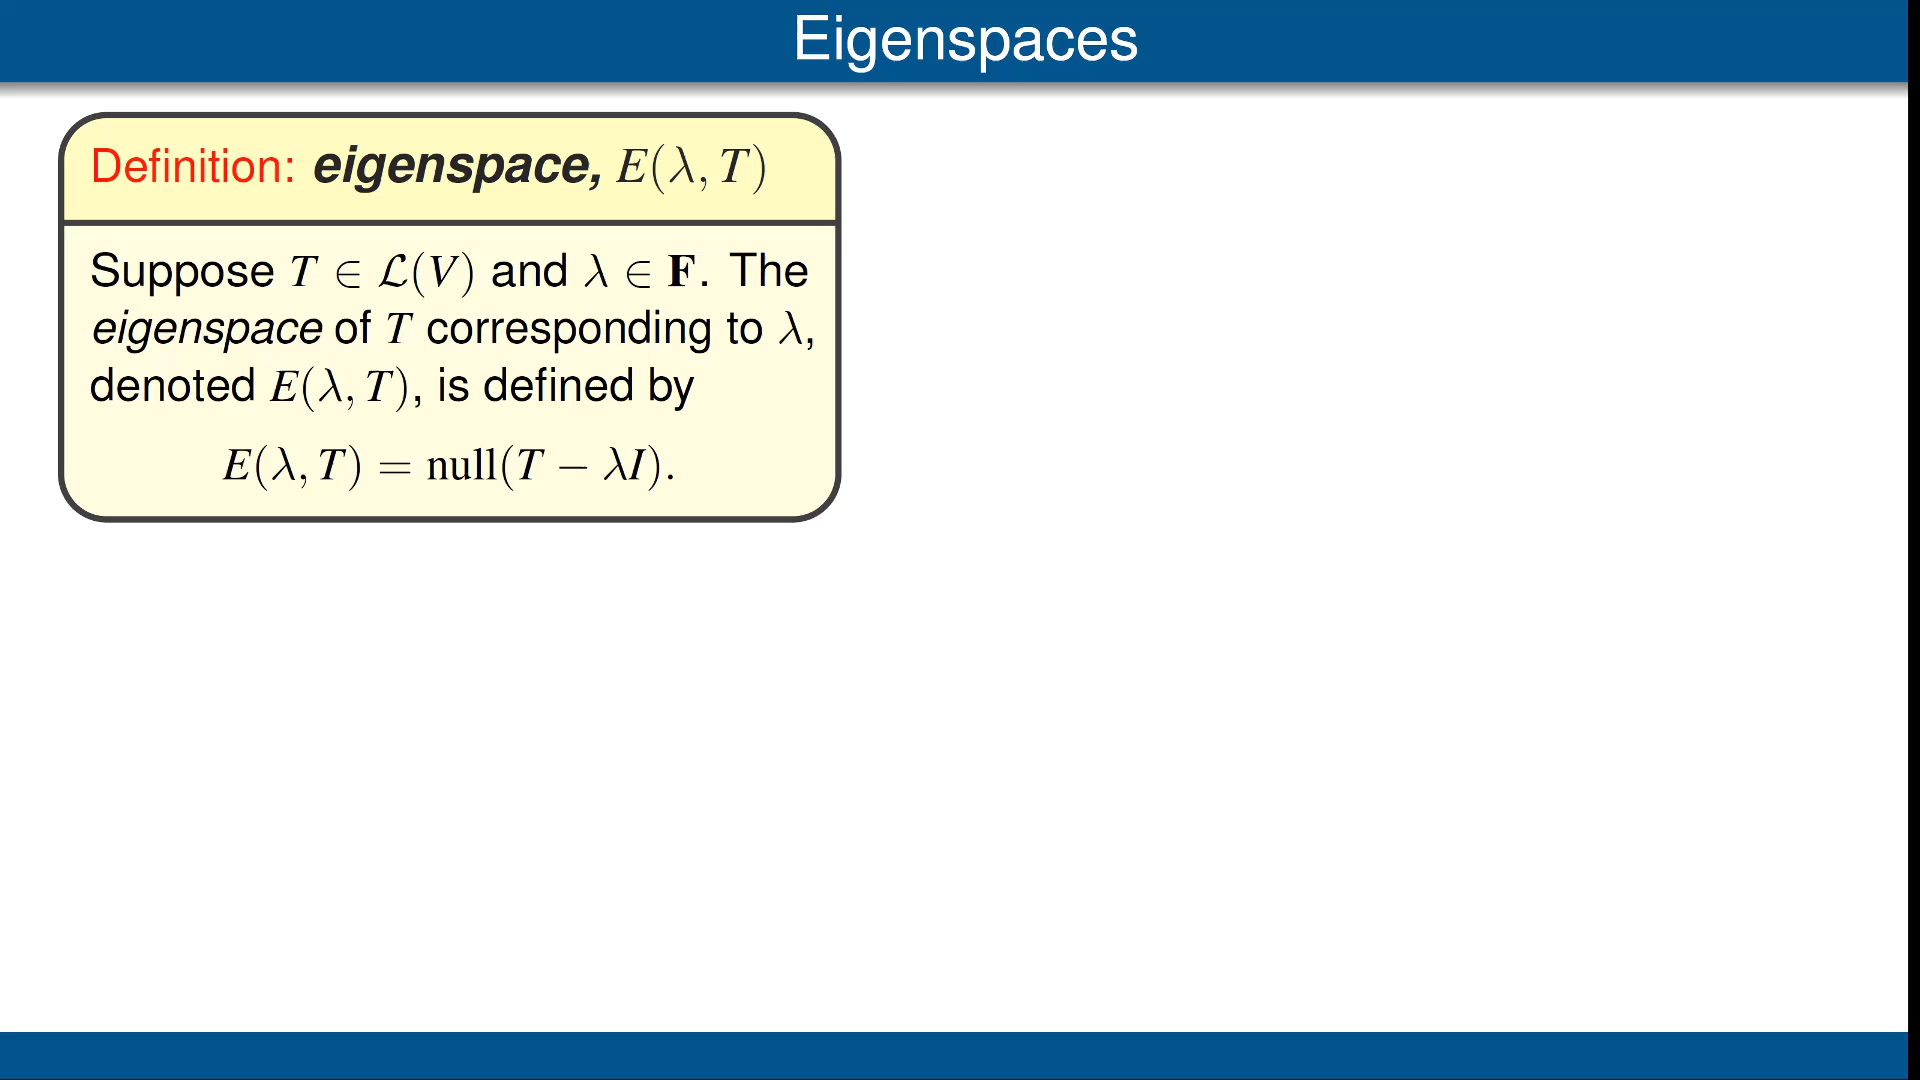 Eigenspaces
Definition: eigenspace, E(λ, T)
Suppose T ∈ ℒ(V) and λ ∈ F. The
eigenspace of T corresponding to λ,
denoted E(λ, T), is defined by
E(λ, T) = null(T − λI).